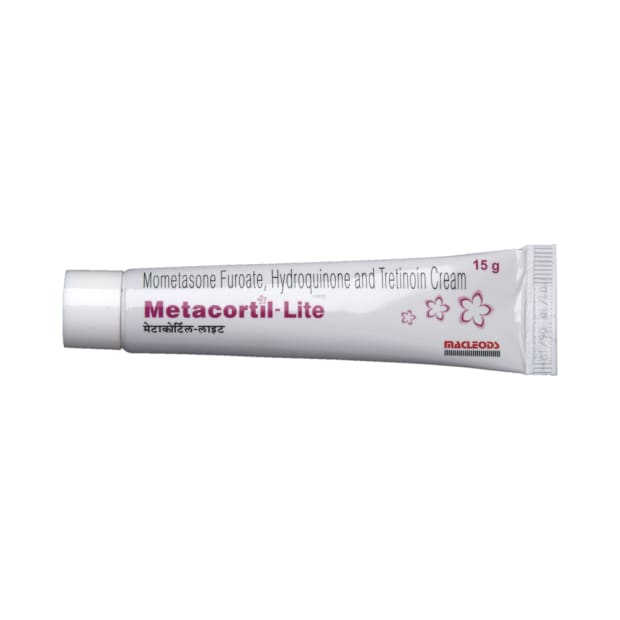 Mometasone Furoate, Hydroquinone and Tretinoin Cream
15 g
Metacortil-Lite
मेटाकोर्टिल-लाइट
MACLEODS